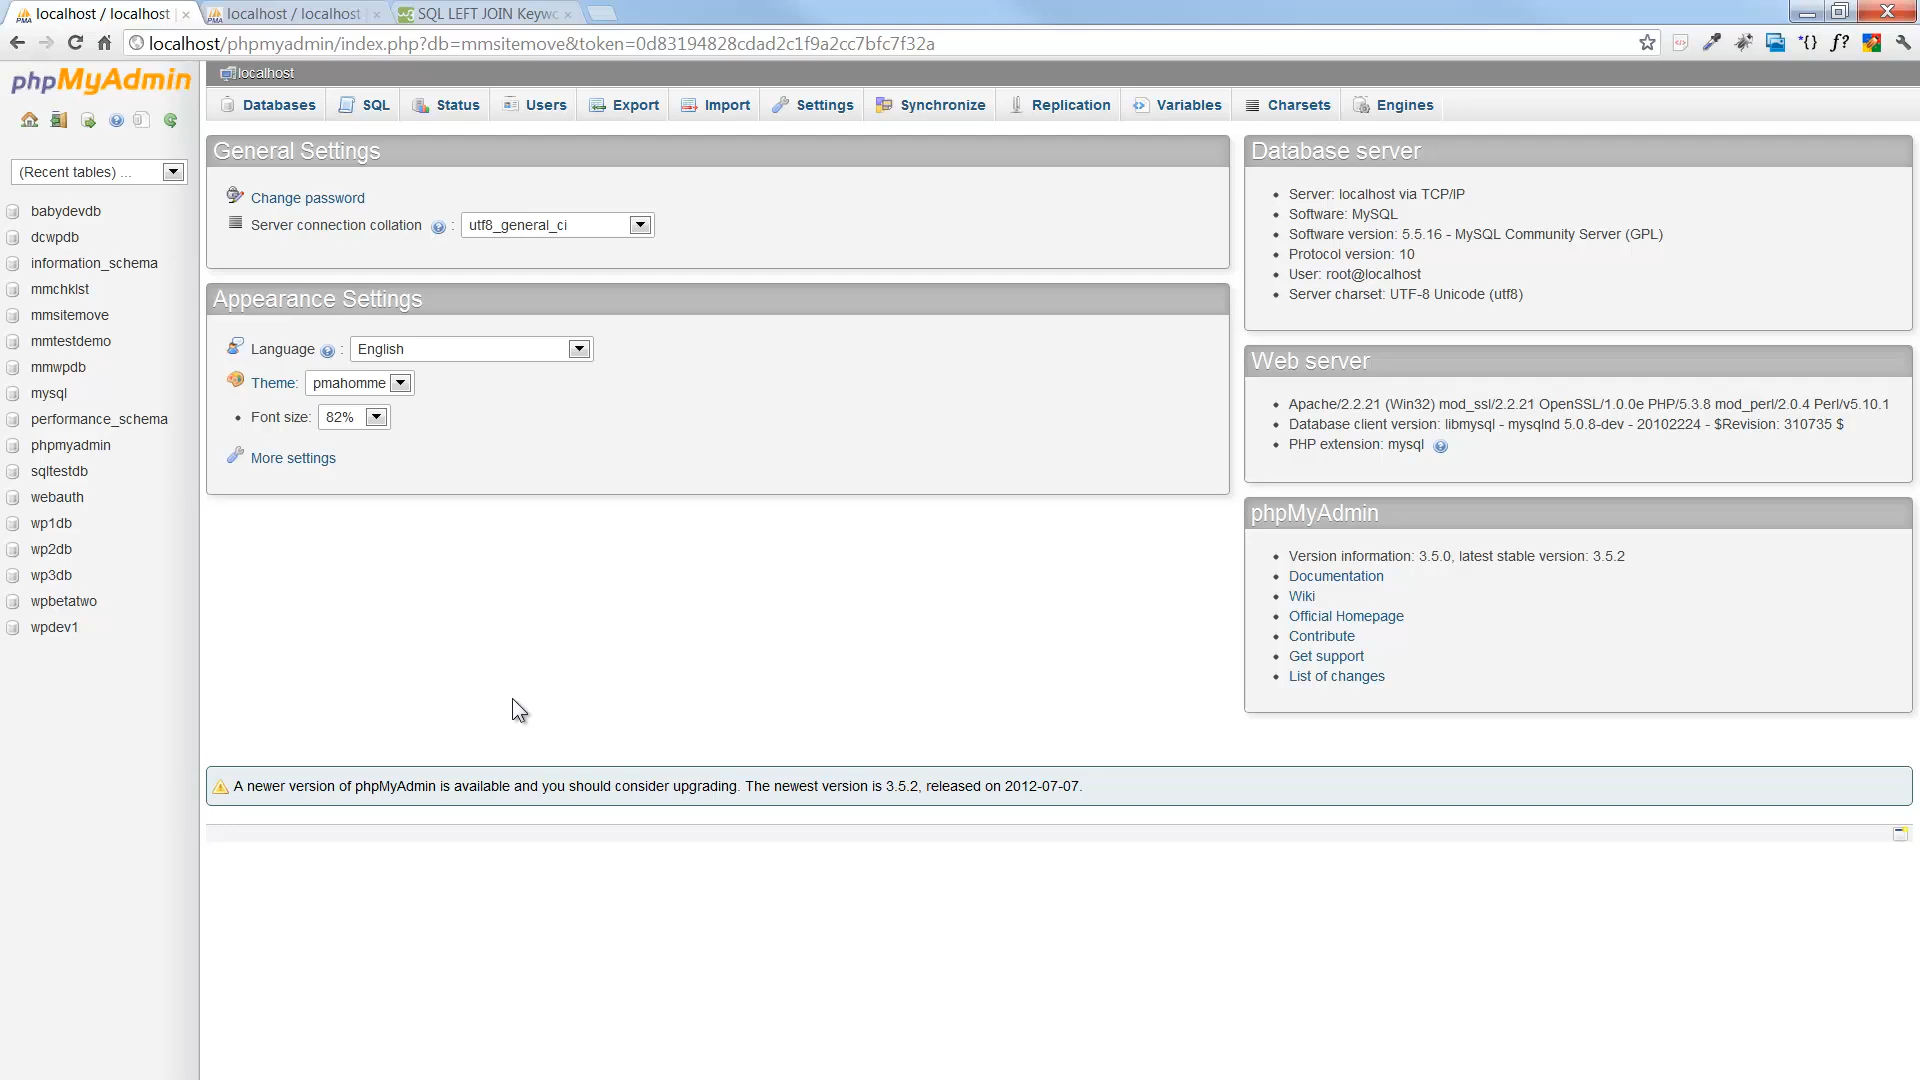 localhost / localhost
localhost / localhost
SQL LEFT JOIN Keywo
localhost/phpmyadmin/index.php?db=mmsitemove&token=0d83194828cdad2c1f9a2cc7bfc7f32a
phpMyAdmin
localhost
Databases SQL Status Users Export Import Settings Synchronize Replication Variables Charsets Engines
(Recent tables) ...
babydevdb
dcwpdb
information_schema
mmchklst
mmsitemove
mmtestdemo
mmwpdb
mysql
performance_schema
phpmyadmin
sqltestdb
webauth
wp1db
wp2db
wp3db
wpbetatwo
wpdev1
General Settings
Change password
Server connection collation : utf8_general_ci
Appearance Settings
Language : English
Theme: pmahomme
Font size: 82%
More settings
Database server
Server: localhost via TCP/IP
Software: MySQL
Software version: 5.5.16 - MySQL Community Server (GPL)
Protocol version: 10
User: root@localhost
Server charset: UTF-8 Unicode (utf8)
Web server
Apache/2.2.21 (Win32) mod_ssl/2.2.21 OpenSSL/1.0.0e PHP/5.3.8 mod_perl/2.0.4 Perl/v5.10.1
Database client version: libmysql - mysqlnd 5.0.8-dev - 20102224 - $Revision: 310735 $
PHP extension: mysql
phpMyAdmin
Version information: 3.5.0, latest stable version: 3.5.2
Documentation
Wiki
Official Homepage
Contribute
Get support
List of changes
A newer version of phpMyAdmin is available and you should consider upgrading. The newest version is 3.5.2, released on 2012-07-07.